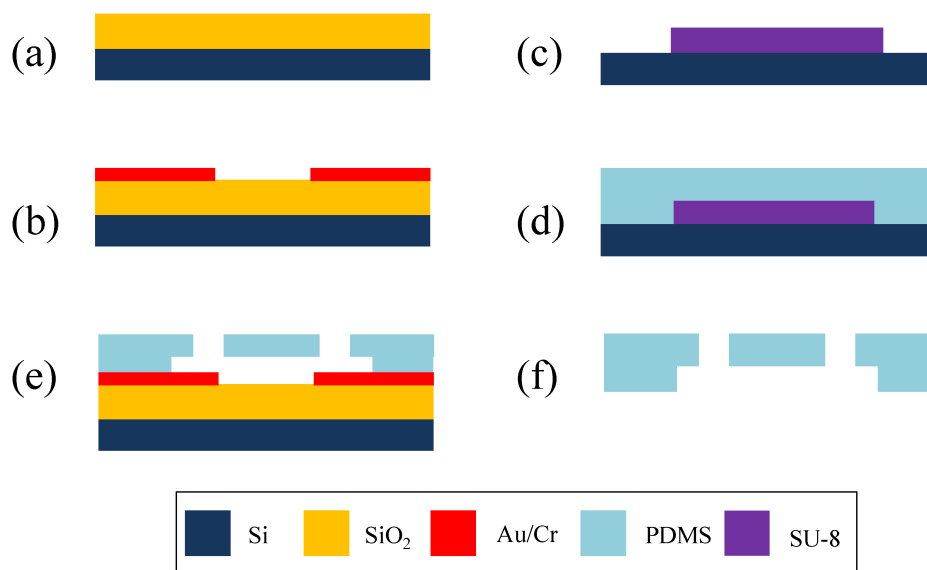 (a)
(c)
(b)
(d)
(e)
(f)
Si
SiO₂
Au/Cr
PDMS
SU-8